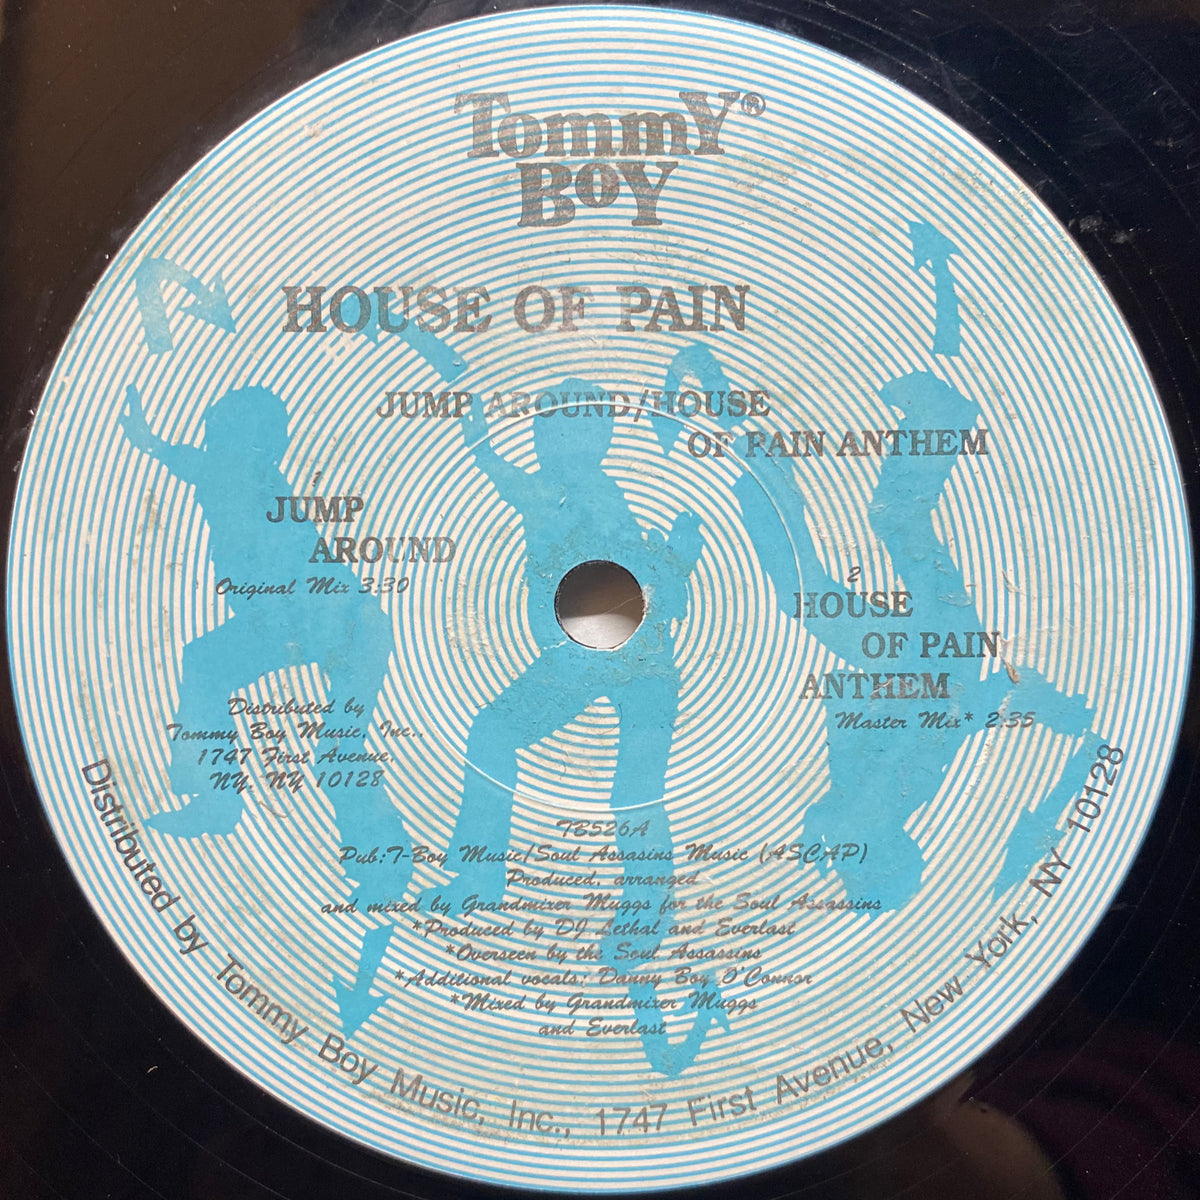 Tommy®
Boy
HOUSE OF PAIN
JUMP AROUND/HOUSE
OF PAIN ANTHEM
1
JUMP
AROUND
Original Mix 3:30
2
HOUSE
OF PAIN
ANTHEM
Master Mix* 2:35
Distributed by
Tommy Boy Music, Inc.,
1747 First Avenue,
NY, NY 10128
TB526A
Pub:T-Boy Music/Soul Assasins Music (ASCAP)
Produced, arranged
and mixed by Grandmixer Muggs for the Soul Assassins
*Produced by DJ Lethal and Everlast
*Overseen by the Soul Assassins
*Additional vocals: Danny Boy O'Connor
*Mixed by Grandmixer Muggs
and Everlast
Distributed by Tommy Boy Music, Inc., 1747 First Avenue, New York, NY 10128